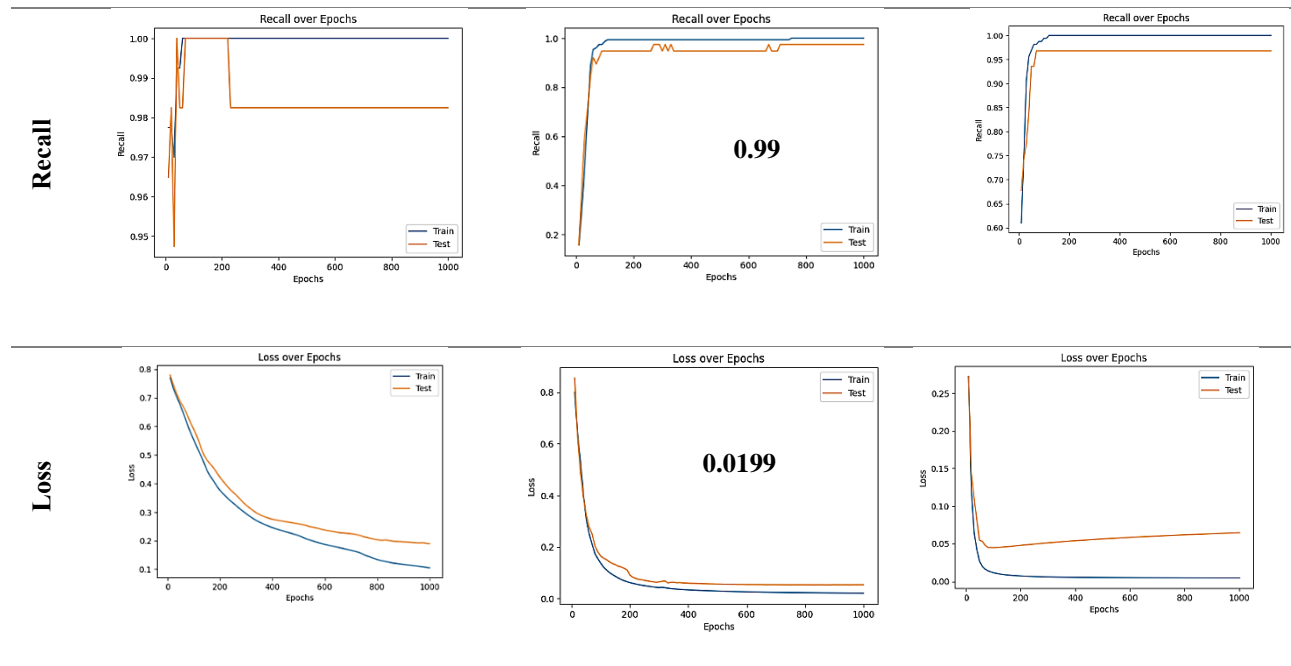 Recall
Recall over Epochs
1.00
0.99
0.98
0.97
0.96
0.95
Recall
0 200 400 600 800 1000
Epochs
Train
Test
Recall over Epochs
1.0
0.8
0.6
0.4
0.2
Recall
0.99
0 200 400 600 800 1000
Epochs
Train
Test
Recall over Epochs
1.00
0.95
0.90
0.85
0.80
0.75
0.70
0.65
0.60
Recall
0 200 400 600 800 1000
Epochs
Train
Test
Loss
Loss over Epochs
0.8
0.7
0.6
0.5
0.4
0.3
0.2
0.1
Loss
0 200 400 600 800 1000
Epochs
Train
Test
Loss over Epochs
0.8
0.6
0.4
0.2
0.0
Loss
0.0199
0 200 400 600 800 1000
Epochs
Train
Test
Loss over Epochs
0.25
0.20
0.15
0.10
0.05
0.00
Loss
0 200 400 600 800 1000
Epochs
Train
Test